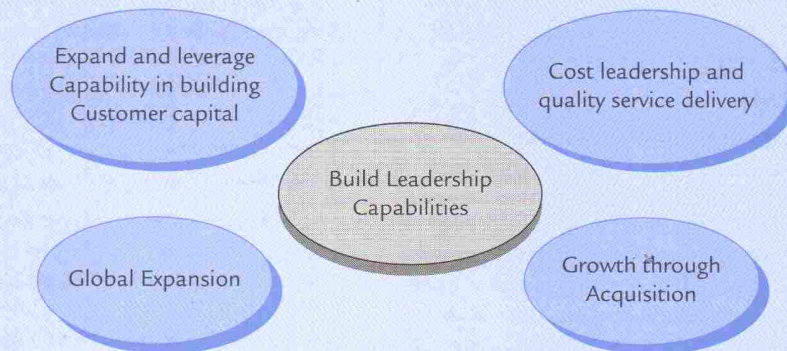 Expand and leverage
Capability in building
Customer capital
Cost leadership and
quality service delivery
Build Leadership
Capabilities
Global Expansion
Growth through
Acquisition